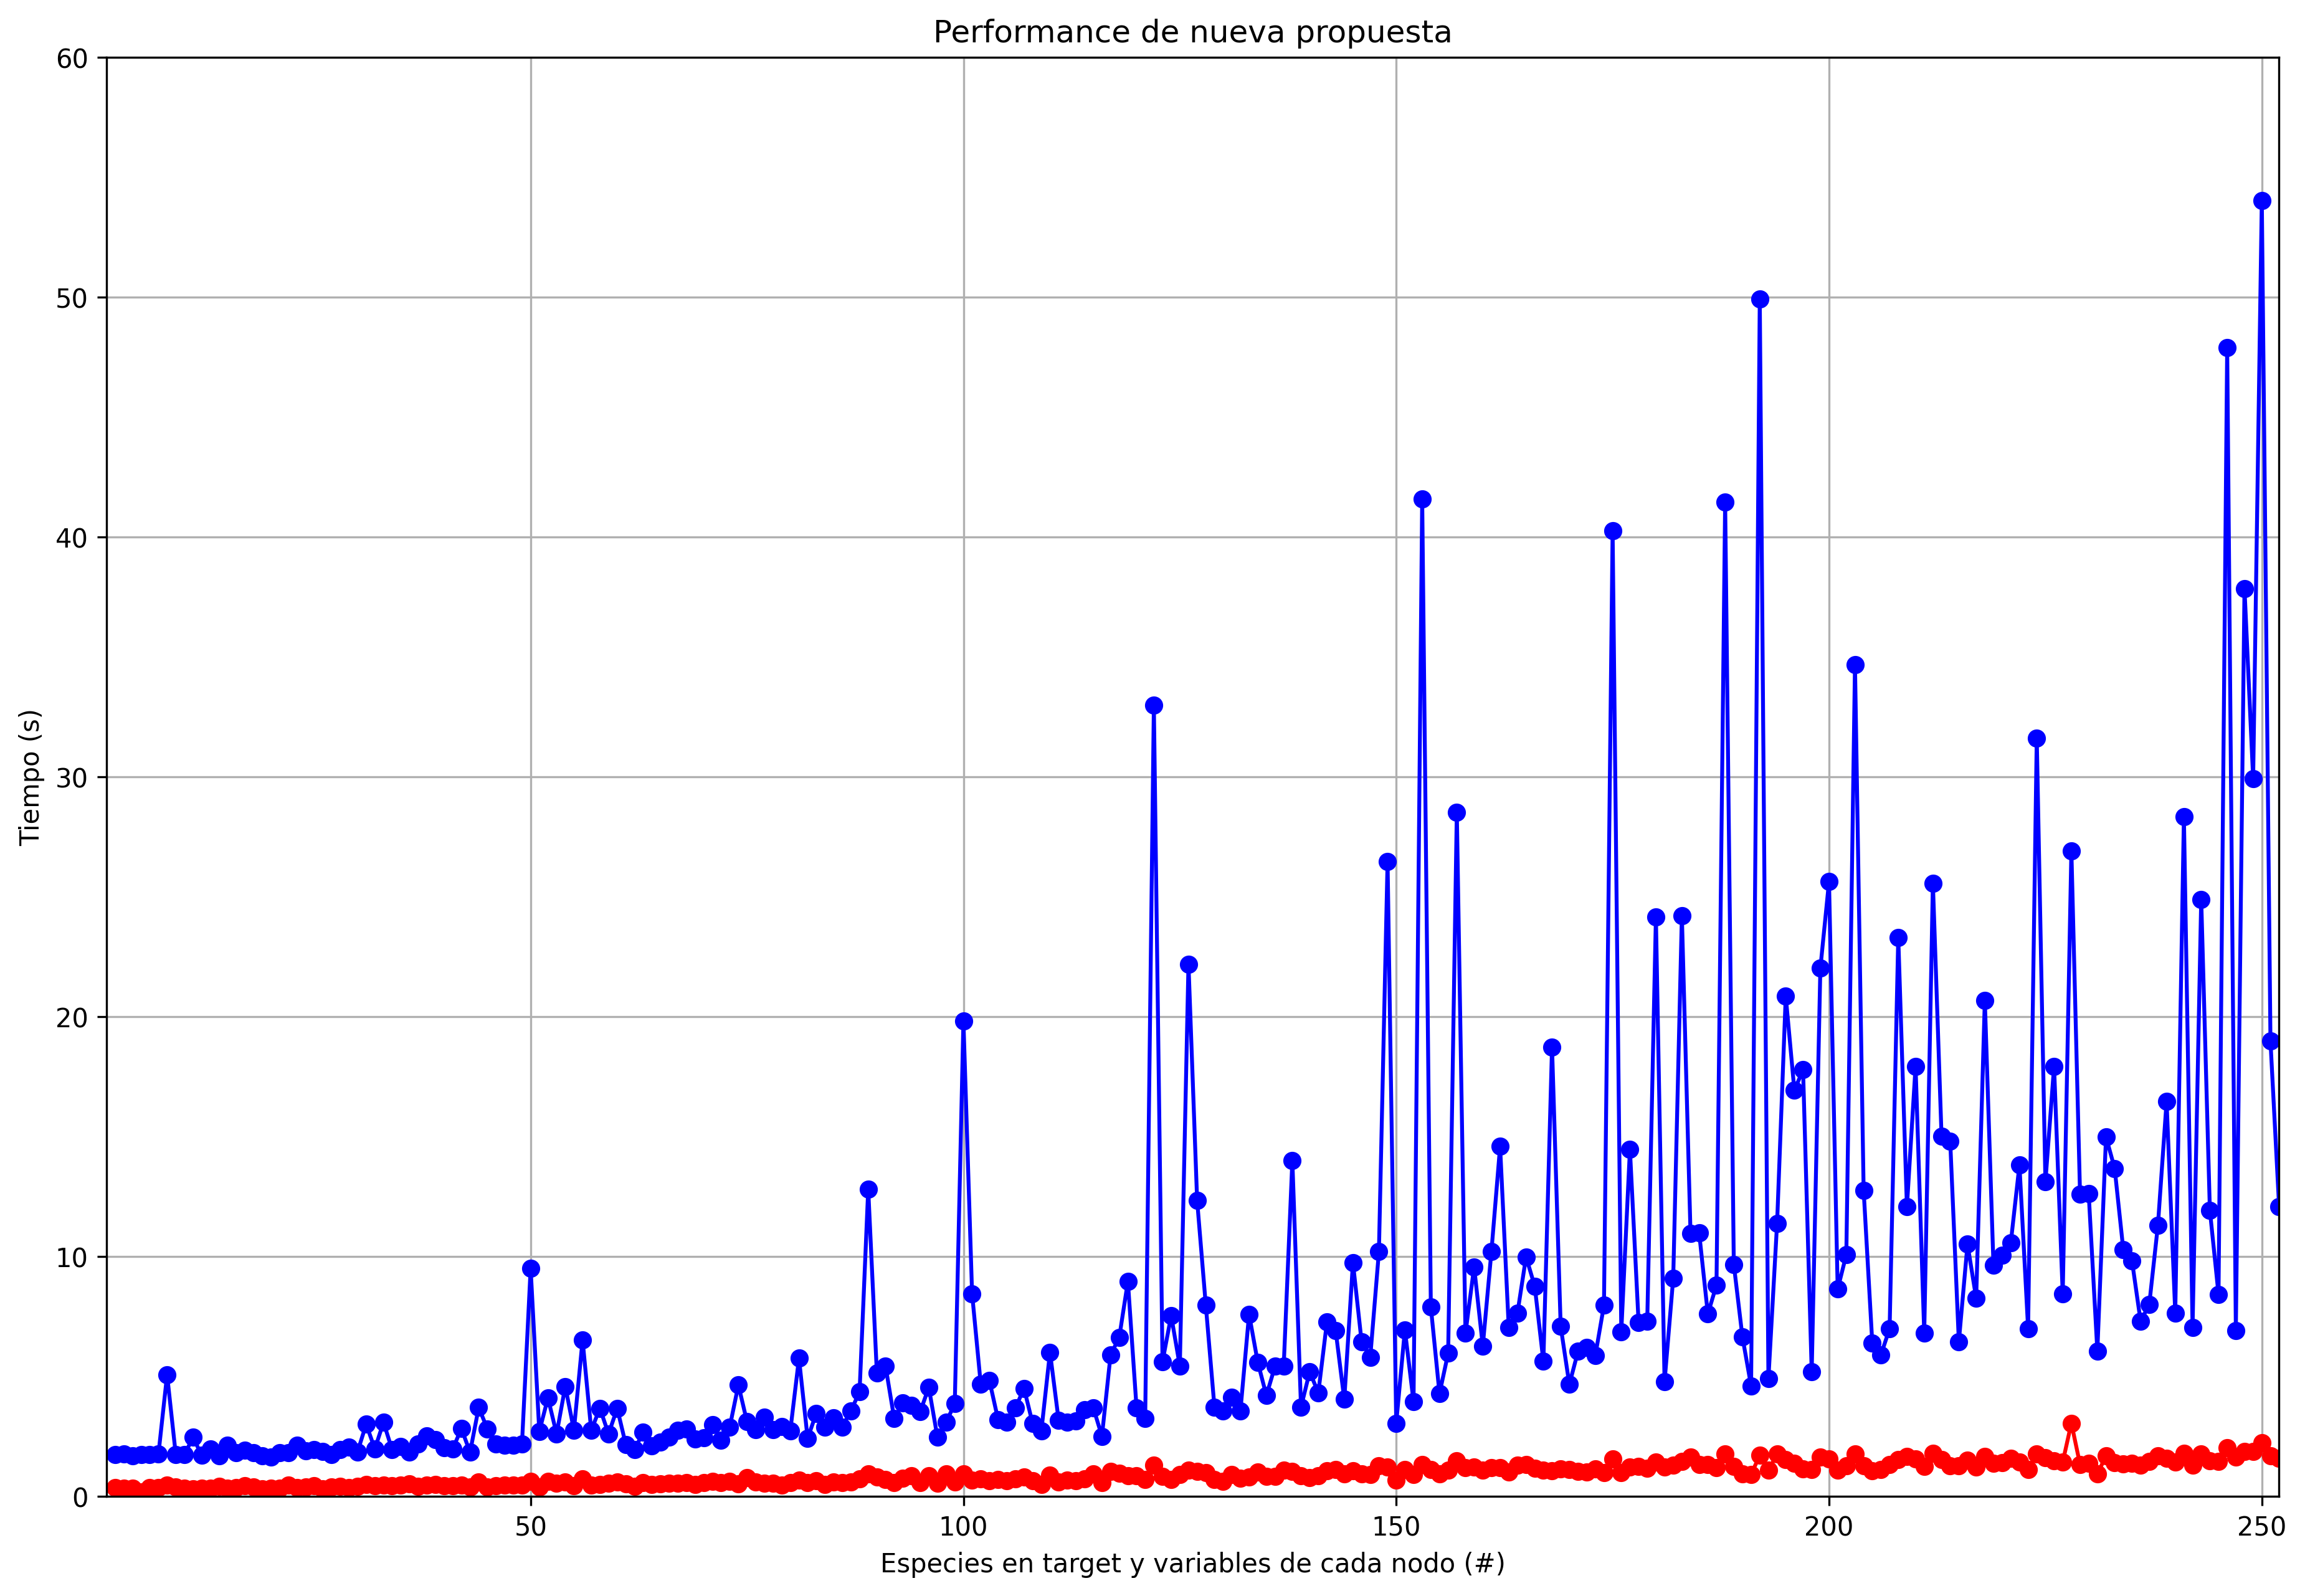 Performance de nueva propuesta
60
50
40
30
20
10
0
Tiempo (s)
50 100 150 200 250
Especies en target y variables de cada nodo (#)